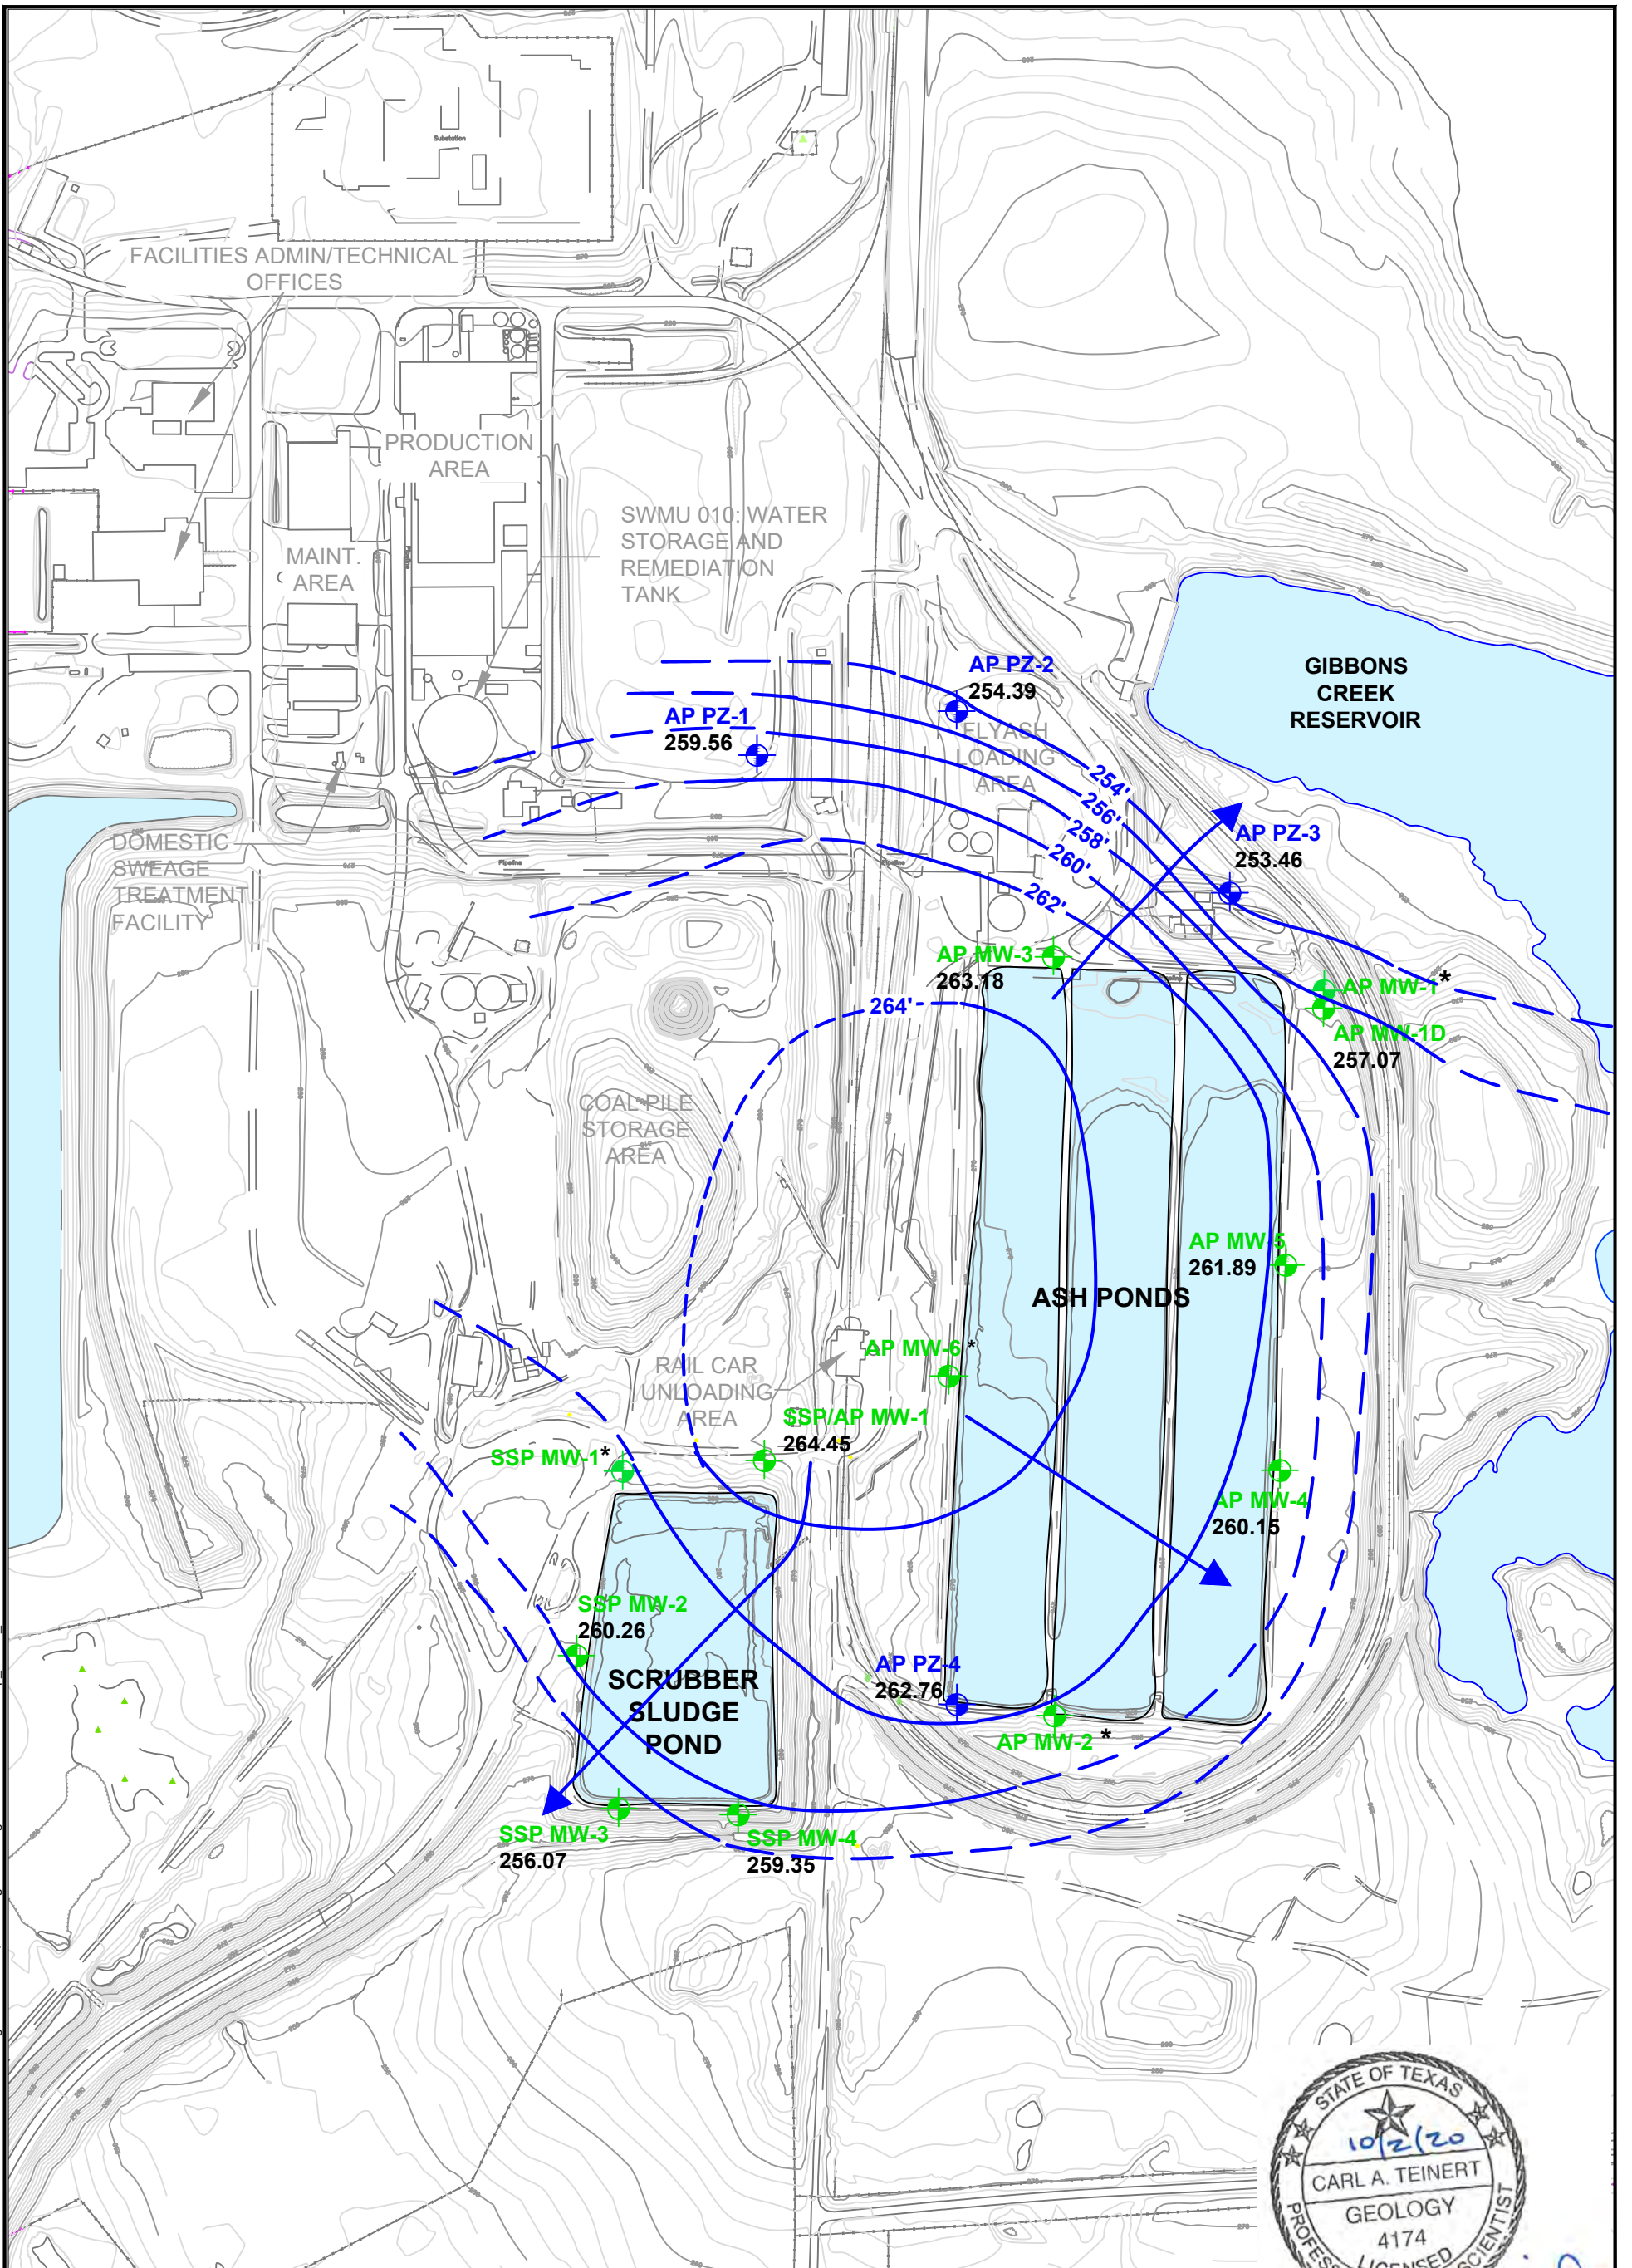 Substation
FACILITIES ADMIN/TECHNICAL
OFFICES
PRODUCTION
AREA
MAINT.
AREA
SWMU 010: WATER
STORAGE AND
REMEDIATION
TANK
Pipeline
AP PZ-2
254.39
AP PZ-1
259.56
FLYASH
LOADING
AREA
GIBBONS
CREEK
RESERVOIR
254'
256'
258'
260'
262'
AP PZ-3
253.46
DOMESTIC
SWEAGE
TREATMENT
FACILITY
Pipeline
Pipeline
AP MW-3
263.18
264'
AP MW-1*
AP MW-1D
257.07
COAL PILE
STORAGE
AREA
AP MW-5
261.89
ASH PONDS
AP MW-6 *
RAIL CAR
UNLOADING
AREA
SSP/AP MW-1
264.45
SSP MW-1*
AP MW-4
260.15
SSP MW-2
260.26
SCRUBBER
SLUDGE
POND
AP PZ-4
262.76
AP MW-2 *
SSP MW-3
256.07
SSP MW-4
259.35
STATE OF TEXAS
10/2/20
CARL A. TEINERT
GEOLOGY
4174
LICENSED